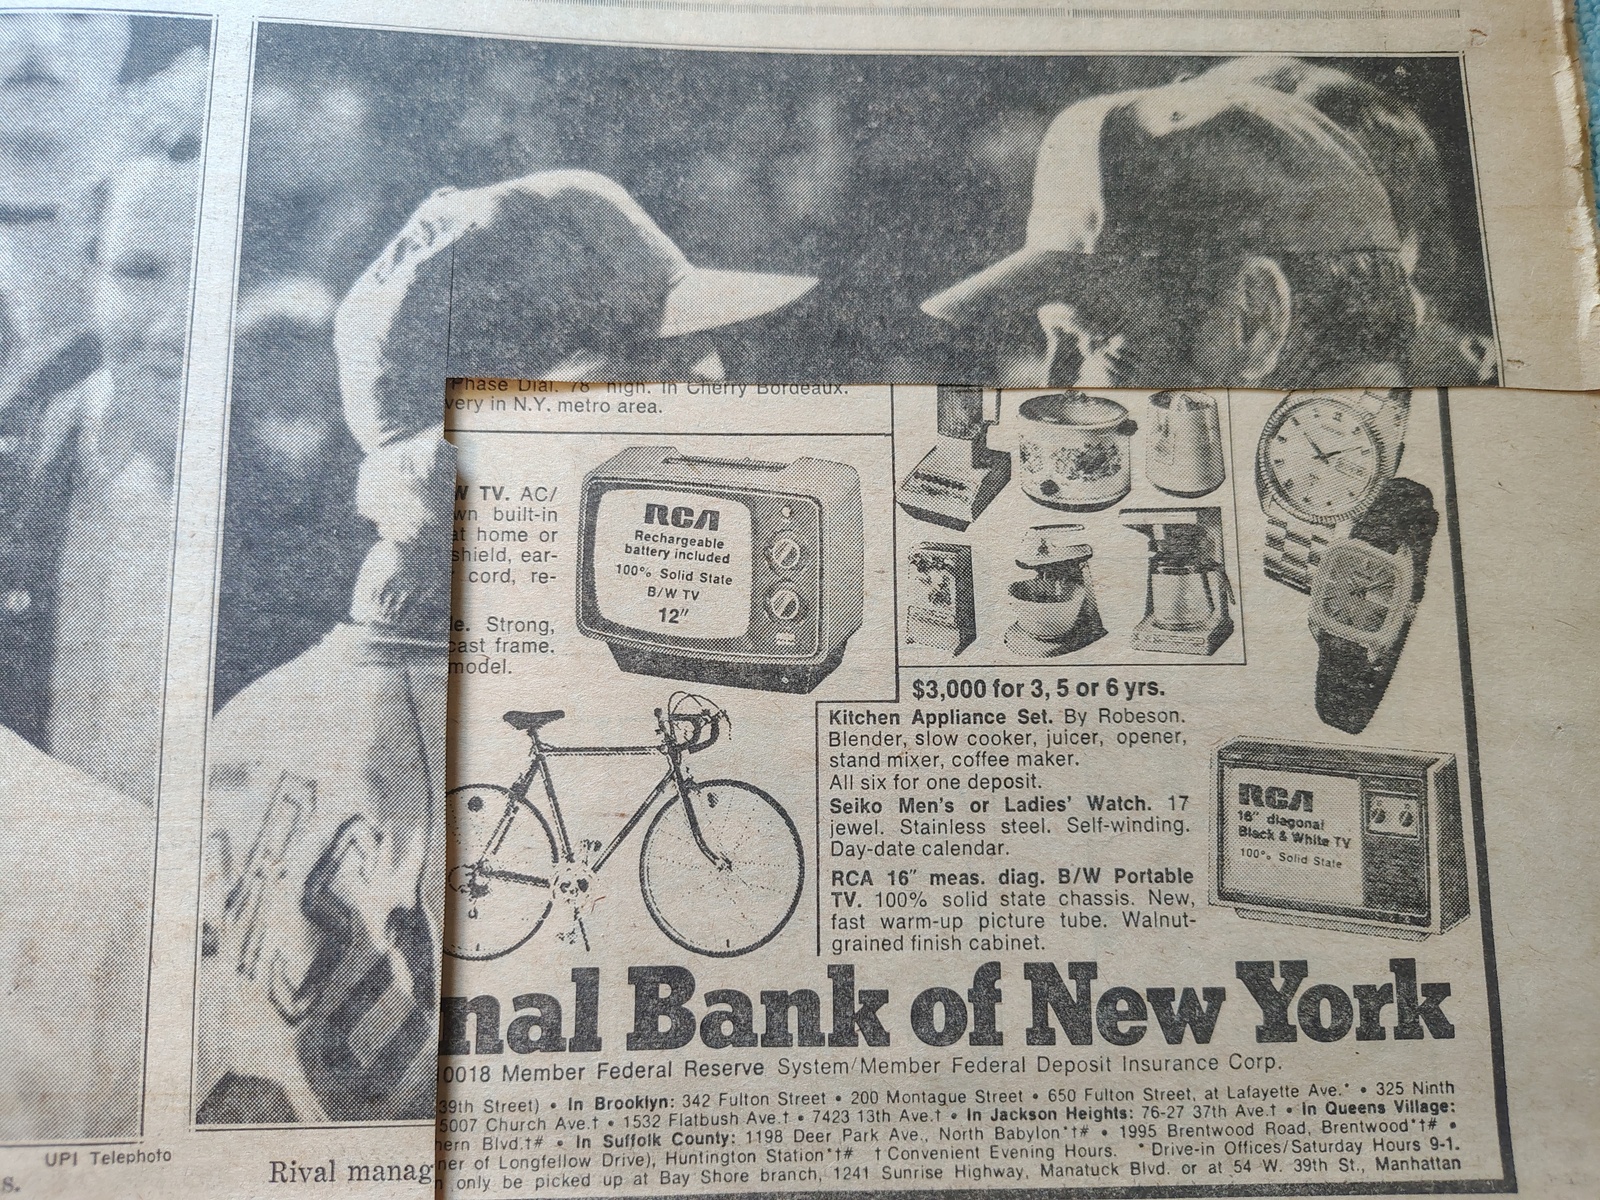 Phase Dial. 78" high. In Cherry Bordeaux.
very in N.Y. metro area.
W TV. AC/
wn built-in
at home or
shield, ear-
cord, re-
e. Strong,
cast frame.
model.
RCA
Rechargeable
battery included
100% Solid State
B/W TV
12"
$3,000 for 3, 5 or 6 yrs.
Kitchen Appliance Set. By Robeson.
Blender, slow cooker, juicer, opener,
stand mixer, coffee maker.
All six for one deposit.
Seiko Men's or Ladies' Watch. 17
jewel. Stainless steel. Self-winding.
Day-date calendar.
RCA 16" meas. diag. B/W Portable
TV. 100% solid state chassis. New,
fast warm-up picture tube. Walnut-
grained finish cabinet.
RCA
16" diagonal
Black & White TV
100% Solid State
nal Bank of New York
0018 Member Federal Reserve System/Member Federal Deposit Insurance Corp.
39th Street) • In Brooklyn: 342 Fulton Street • 200 Montague Street • 650 Fulton Street, at Lafayette Ave.* • 325 Ninth
5007 Church Ave.† • 1532 Flatbush Ave.† • 7423 13th Ave.† • In Jackson Heights: 76-27 37th Ave.† • In Queens Village:
hern Blvd.†# • In Suffolk County: 1198 Deer Park Ave., North Babylon*†# • 1995 Brentwood Road, Brentwood*†# •
ner of Longfellow Drive), Huntington Station*†# † Convenient Evening Hours. * Drive-in Offices/Saturday Hours 9-1.
n only be picked up at Bay Shore branch, 1241 Sunrise Highway, Manatuck Blvd. or at 54 W. 39th St., Manhattan
UPI Telephoto
Rival manag
s.